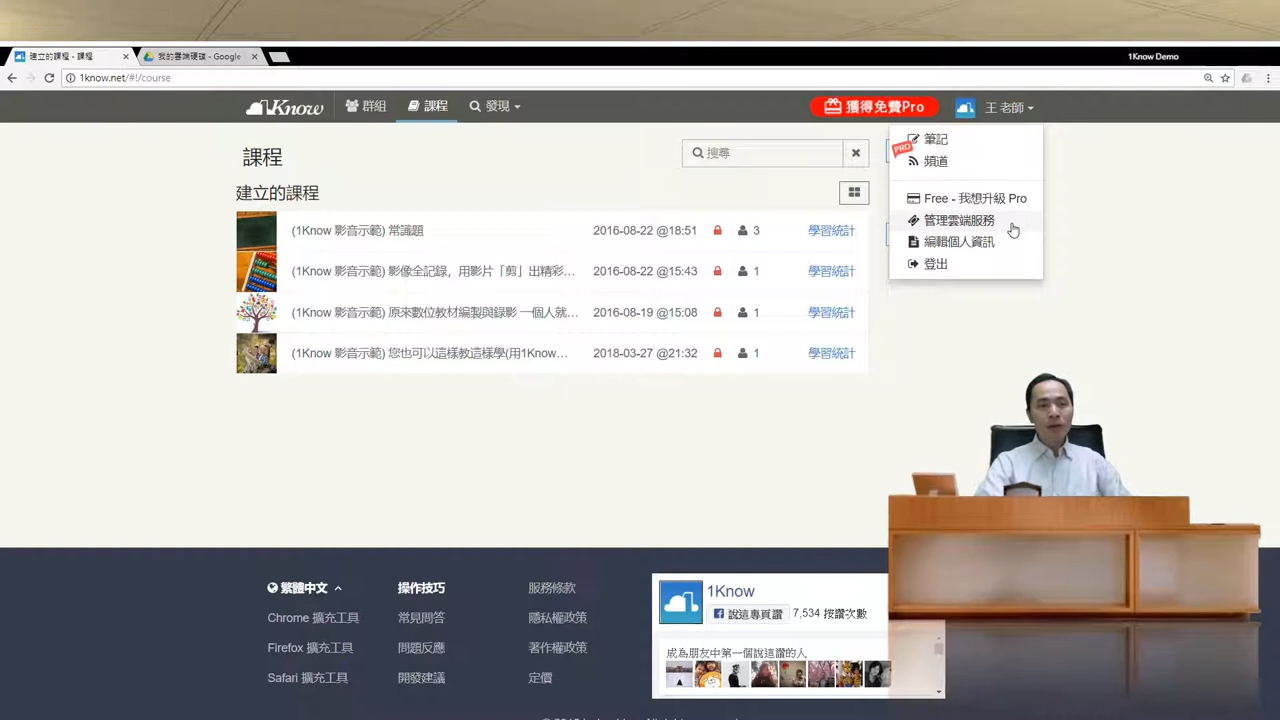 建立的課程 - 課程
我的雲端硬碟 - Google
1Know Demo
1know.net/#!/course
1Know
群組
課程
發現
獲得免費Pro
王 老師
課程
搜尋
PRO
筆記
頻道
Free - 我想升級 Pro
管理雲端服務
編輯個人資訊
登出
建立的課程
(1Know 影音示範) 常識題 2016-08-22 @18:51 3 學習統計
(1Know 影音示範) 影像全記錄，用影片「剪」出精彩... 2016-08-22 @15:43 1 學習統計
(1Know 影音示範) 原來數位教材編製與錄影 一個人就... 2016-08-19 @15:08 1 學習統計
(1Know 影音示範) 您也可以這樣教這樣學(用1Know... 2018-03-27 @21:32 1 學習統計
繁體中文
Chrome 擴充工具
Firefox 擴充工具
Safari 擴充工具
操作技巧
常見問答
問題反應
開發建議
服務條款
隱私權政策
著作權政策
定價
1Know
說這專頁讚 7,534 按讚次數
成為朋友中第一個說這讚的人